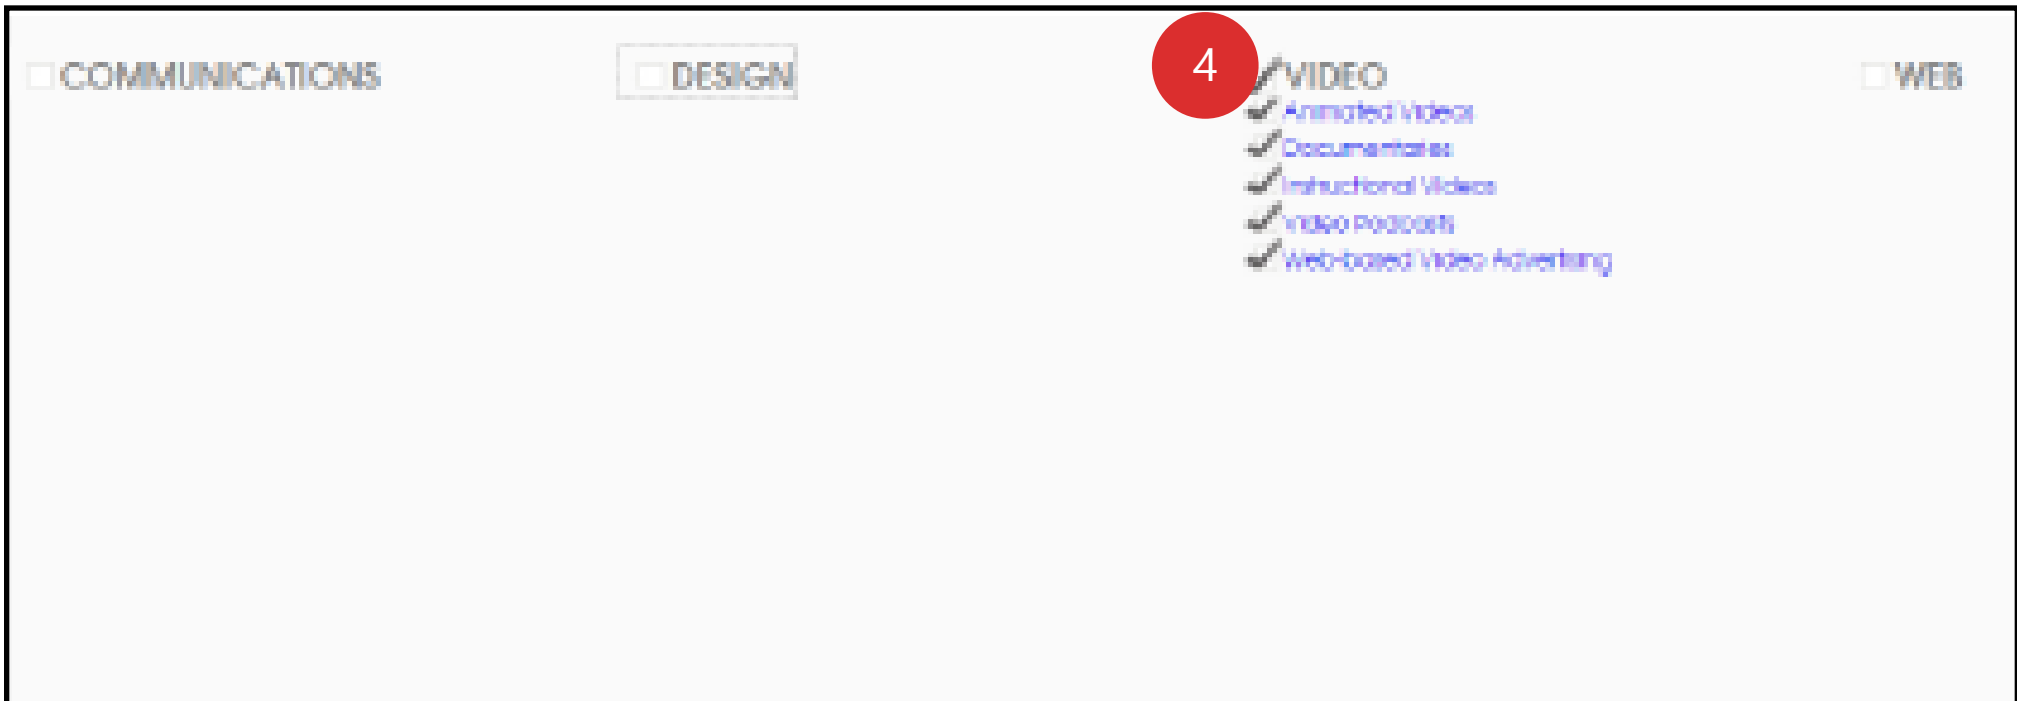 COMMUNICATIONS
DESIGN
4
VIDEO
WEB
Animated Videos
Documentaries
Instructional Videos
Video Podcasts
Web-based Video Advertising